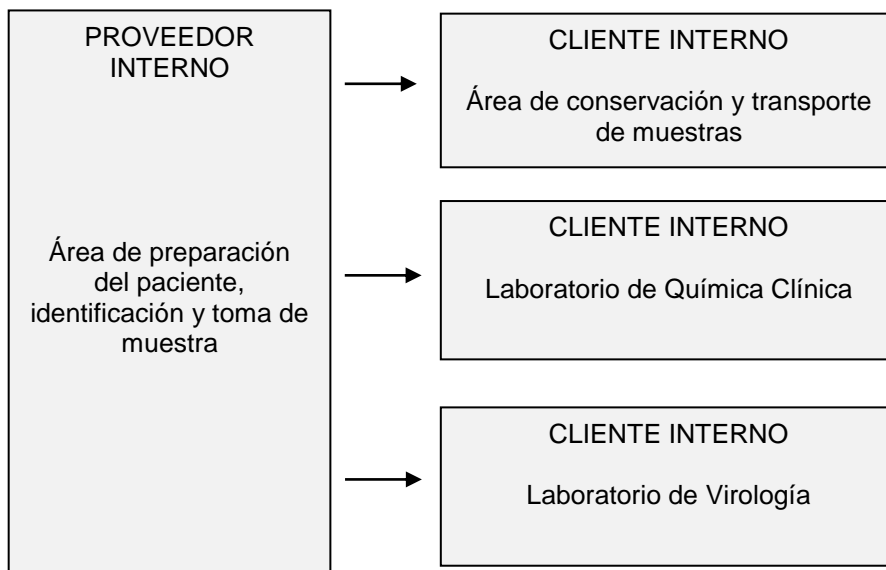 PROVEEDOR
INTERNO
Área de preparación
del paciente,
identificación y toma de
muestra
CLIENTE INTERNO
Área de conservación y transporte
de muestras
CLIENTE INTERNO
Laboratorio de Química Clínica
CLIENTE INTERNO
Laboratorio de Virología